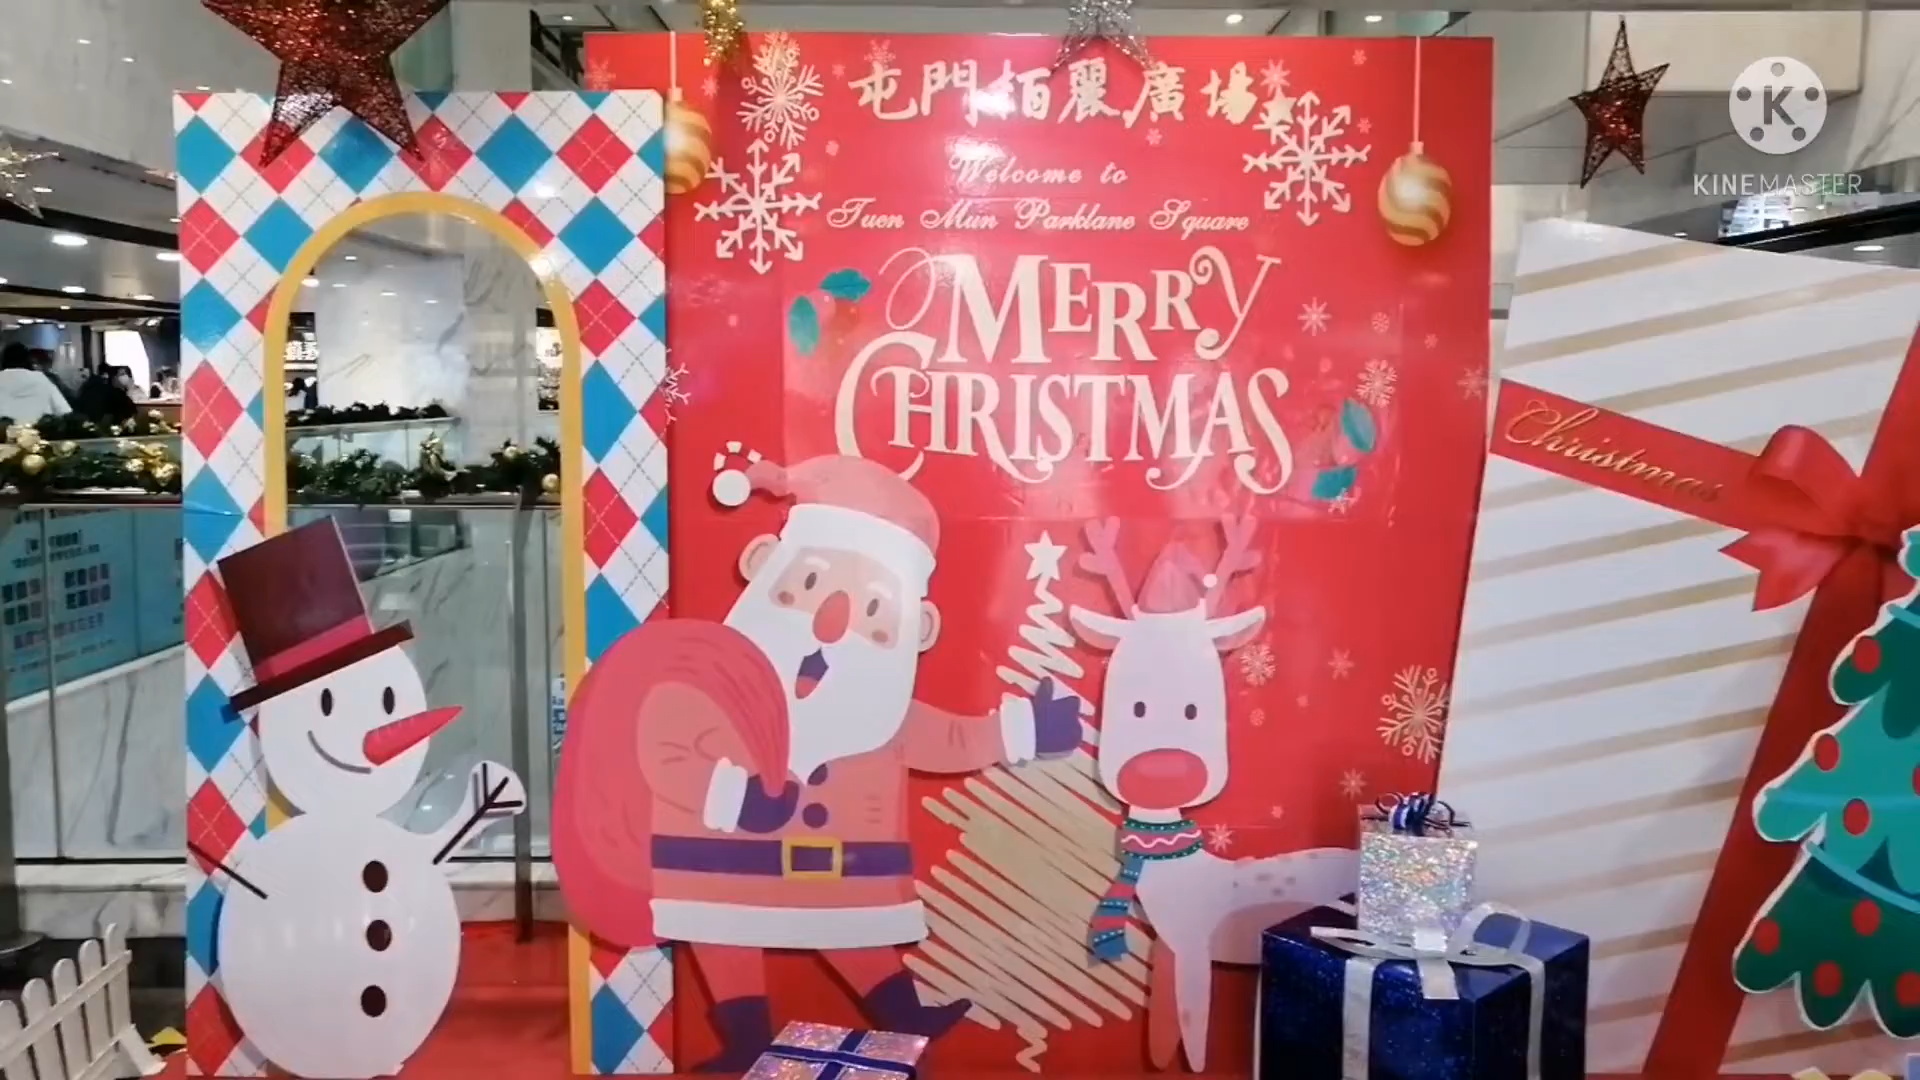 屯門栢麗廣場
Welcome to
Tuen Mun Parklane Square
MERRY
CHRISTMAS
Christmas
K
KINEMASTER